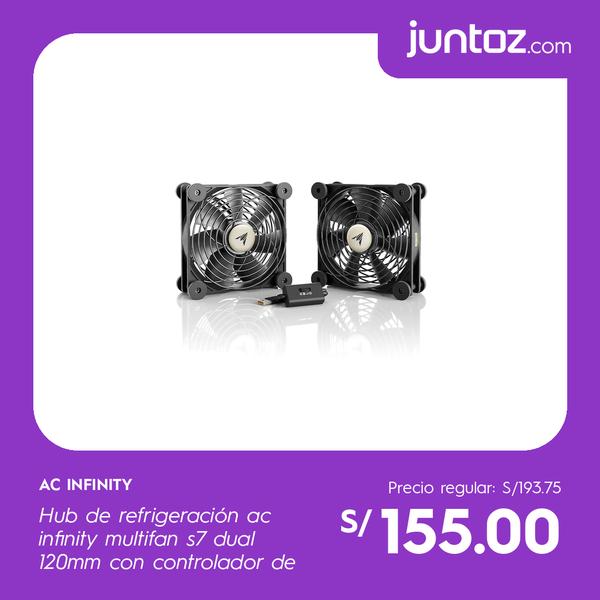 juntoz.com
AC INFINITY
Hub de refrigeración ac
infinity multifan s7 dual
120mm con controlador de
Precio regular: S/193.75
S/155.00